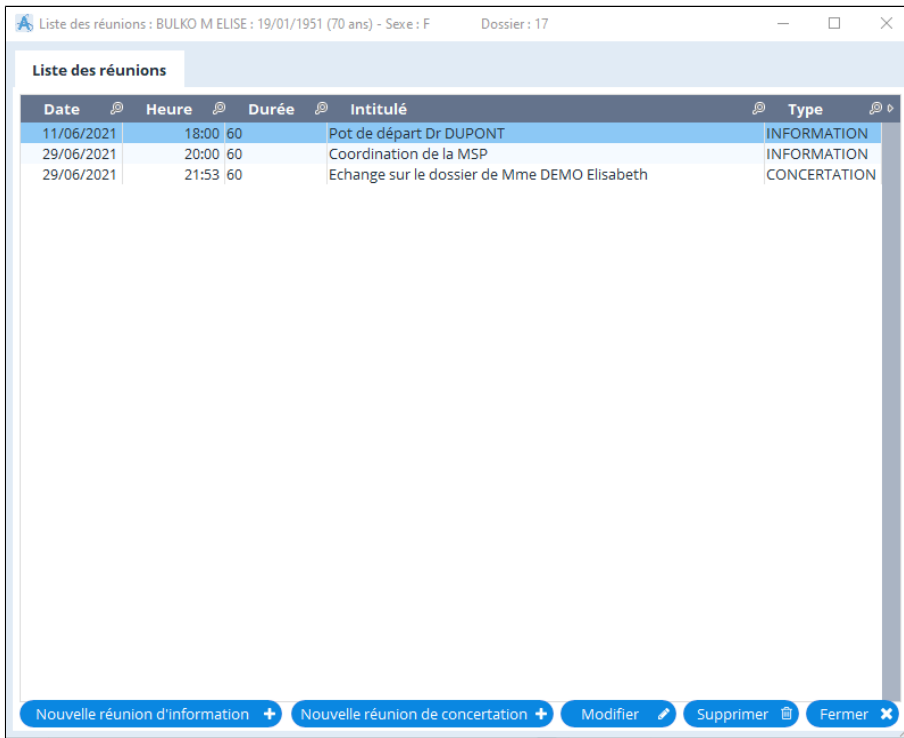 Liste des réunions : BULKO M ELISE : 19/01/1951 (70 ans) - Sexe : F Dossier : 17
Liste des réunions
Date Heure Durée Intitulé Type
11/06/2021 18:00 60 Pot de départ Dr DUPONT INFORMATION
29/06/2021 20:00 60 Coordination de la MSP INFORMATION
29/06/2021 21:53 60 Echange sur le dossier de Mme DEMO Elisabeth CONCERTATION
Nouvelle réunion d'information Nouvelle réunion de concertation Modifier Supprimer Fermer